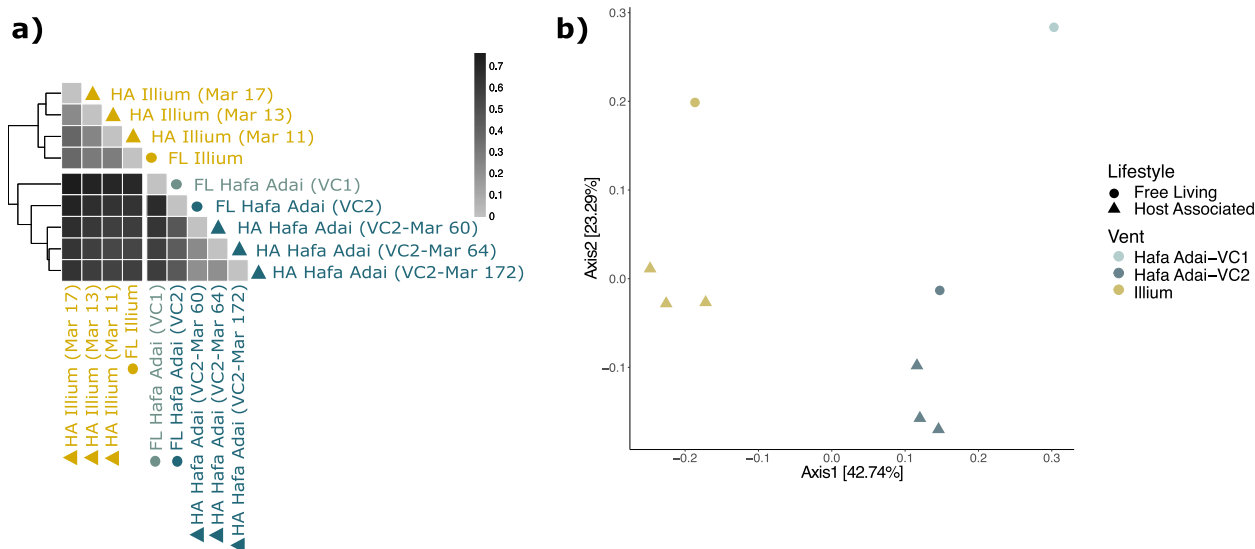 a)
0.7
0.6
0.5
0.4
0.3
0.2
0.1
0
HA Illium (Mar 17)
HA Illium (Mar 13)
HA Illium (Mar 11)
FL Illium
FL Hafa Adai (VC1)
FL Hafa Adai (VC2)
HA Hafa Adai (VC2-Mar 60)
HA Hafa Adai (VC2-Mar 64)
HA Hafa Adai (VC2-Mar 172)
HA Illium (Mar 17)
HA Illium (Mar 13)
HA Illium (Mar 11)
FL Illium
FL Hafa Adai (VC1)
FL Hafa Adai (VC2)
HA Hafa Adai (VC2-Mar 60)
HA Hafa Adai (VC2-Mar 64)
HA Hafa Adai (VC2-Mar 172)
b)
0.3
0.2
0.1
0.0
−0.1
Axis2 [23.29%]
−0.2
−0.1
0.0
0.1
0.2
0.3
Axis1 [42.74%]
Lifestyle
Free Living
Host Associated
Vent
Hafa Adai−VC1
Hafa Adai−VC2
Illium